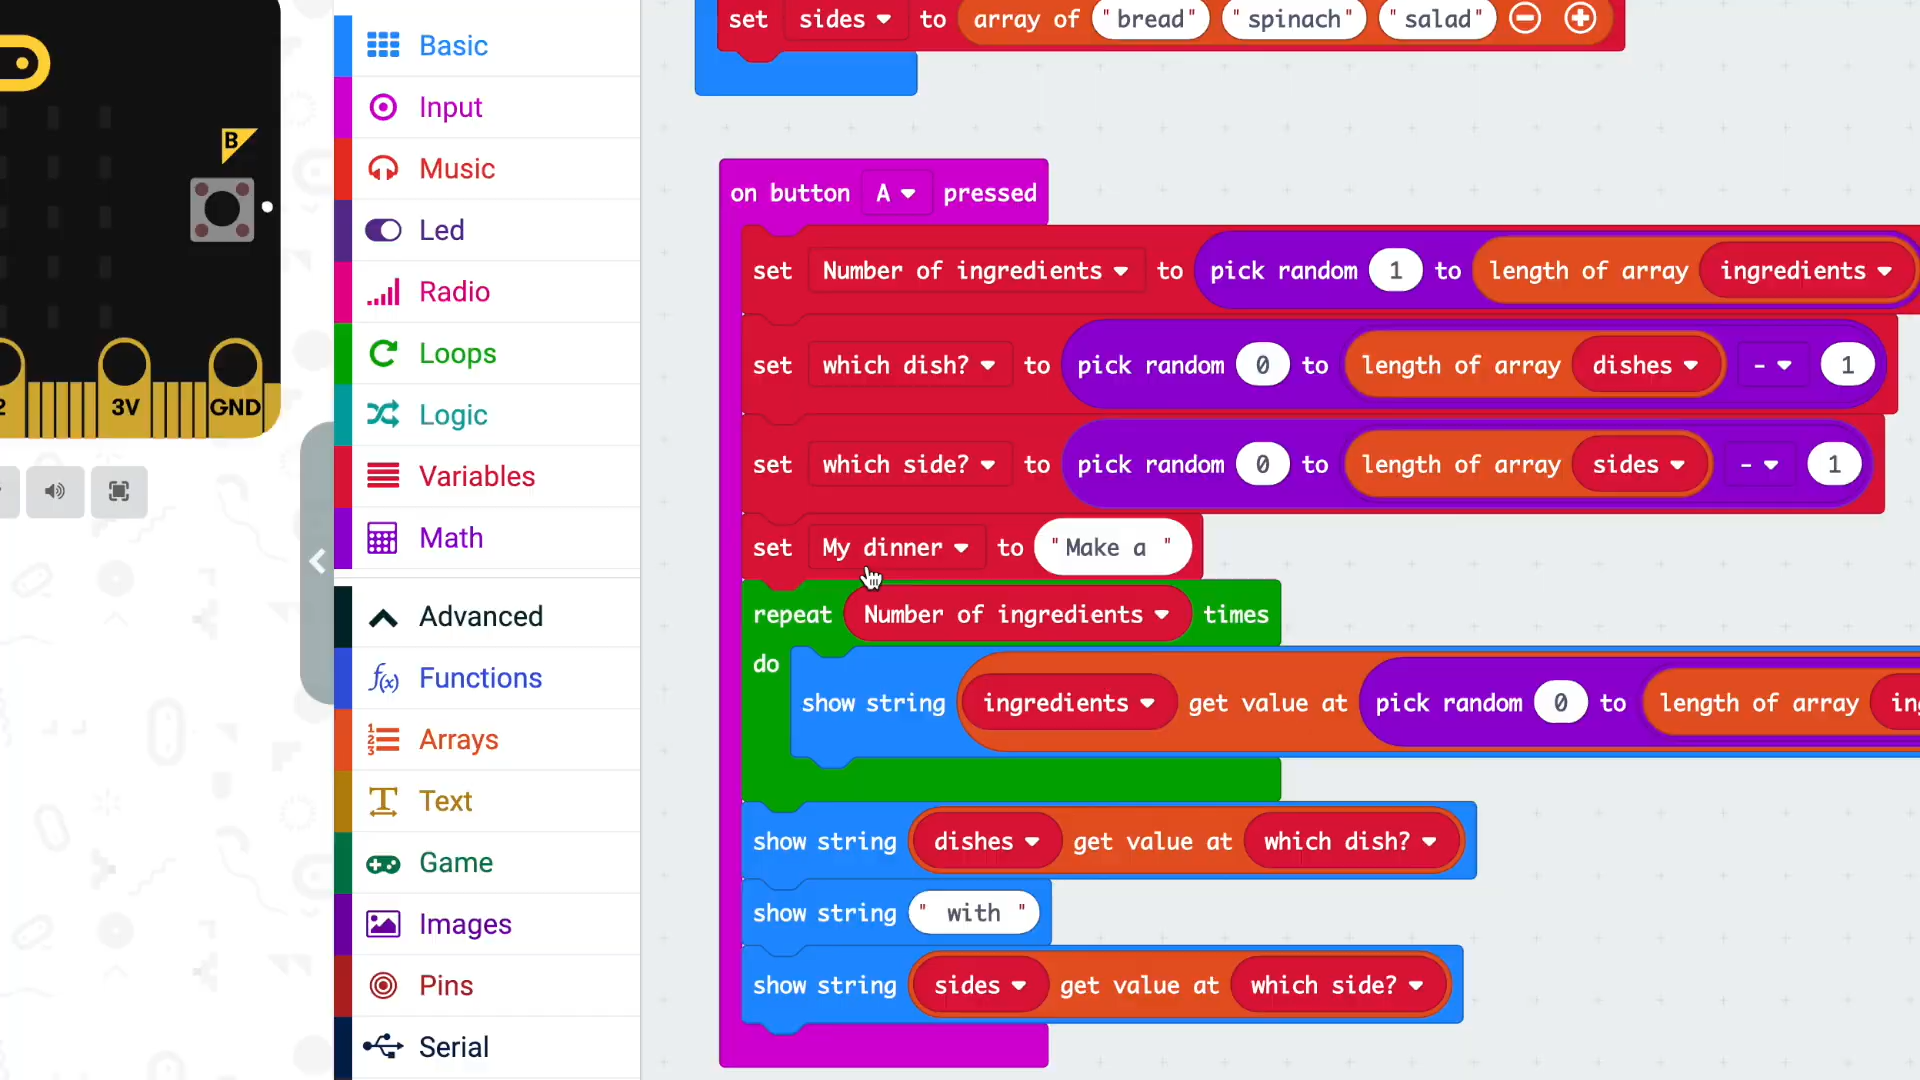 set sides to array of "bread" "spinach" "salad"
Basic
Input
Music
Led
Radio
Loops
Logic
Variables
Math
Advanced
f(x) Functions
Arrays
Text
Game
Images
Pins
Serial
B
2 3V GND
on button A pressed
set Number of ingredients to pick random 1 to length of array ingredients
set which dish? to pick random 0 to length of array dishes - 1
set which side? to pick random 0 to length of array sides - 1
set My dinner to "Make a "
repeat Number of ingredients times
do
show string ingredients get value at pick random 0 to length of array
show string dishes get value at which dish?
show string " with "
show string sides get value at which side?